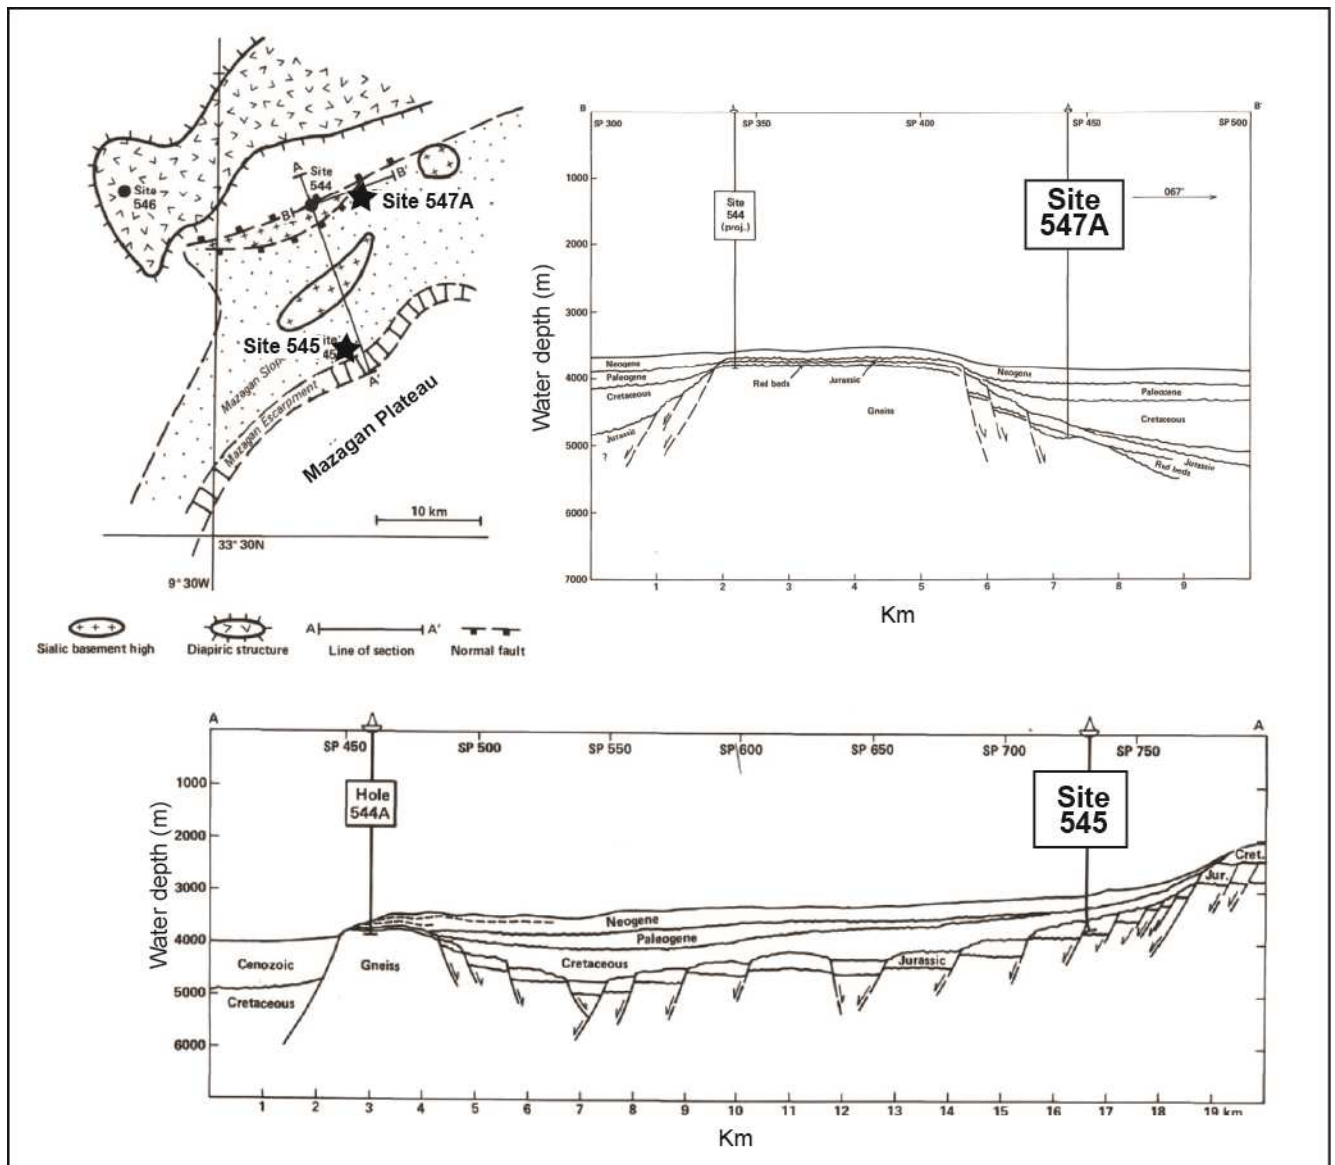 A
Site
544
B'
B
Site 547A
Site
546
Site 545
ite
45
A'
Mazagan Slop
Mazagan Escarpment
Mazagan Plateau
10 km
33° 30N
9° 30W
Sialic basement high
Diapiric structure
A A'
Line of section
Normal fault
B B'
SP 300 SP 350 SP 400 SP 450 SP 500
Water depth (m)
1000
2000
3000
4000
5000
6000
7000
Site
544
(proj.)
Site
547A
067°
Neogene
Paleogene
Cretaceous
Jurassic
?
Red beds
Jurassic
Gneiss
Neogene
Paleogene
Cretaceous
Jurassic
Red beds
1 2 3 4 5 6 7 8 9
Km
A A
SP 450 SP 500 SP 550 SP 600 SP 650 SP 700 SP 750
Water depth (m)
1000
2000
3000
4000
5000
6000
Hole
544A
Site
545
Cret.
Jur.
Neogene
Paleogene
Cenozoic
Gneiss
Cretaceous
Jurassic
Cretaceous
1 2 3 4 5 6 7 8 9 10 11 12 13 14 15 16 17 18 19 km
Km